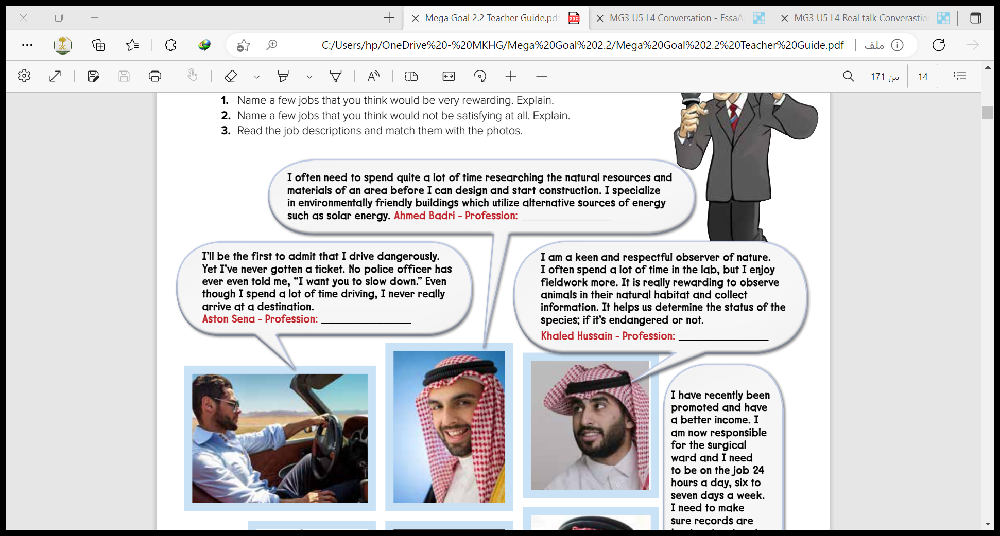 Mega Goal 2.2 Teacher Guide.pdf
PDF
MG3 U5 L4 Conversation - EssaA
MG3 U5 L4 Real talk Converastio
C:/Users/hp/OneDrive%20-%20MKHG/Mega%20Goal%202.2/Mega%20Goal%202.2%20Teacher%20Guide.pdf
ملف
171 من
14
1. Name a few jobs that you think would be very rewarding. Explain.
2. Name a few jobs that you think would not be satisfying at all. Explain.
3. Read the job descriptions and match them with the photos.
I often need to spend quite a lot of time researching the natural resources and
materials of an area before I can design and start construction. I specialize
in environmentally friendly buildings which utilize alternative sources of energy
such as solar energy. Ahmed Badri - Profession: ________________
I'll be the first to admit that I drive dangerously.
Yet I've never gotten a ticket. No police officer has
ever even told me, “I want you to slow down.” Even
though I spend a lot of time driving, I never really
arrive at a destination.
Aston Sena - Profession: ________________
I am a keen and respectful observer of nature.
I often spend a lot of time in the lab, but I enjoy
fieldwork more. It is really rewarding to observe
animals in their natural habitat and collect
information. It helps us determine the status of the
species; if it's endangered or not.
Khaled Hussain - Profession: ________________
I have recently been
promoted and have
a better income. I
am now responsible
for the surgical
ward and I need
to be on the job 24
hours a day, six to
seven days a week.
I need to make
sure records are